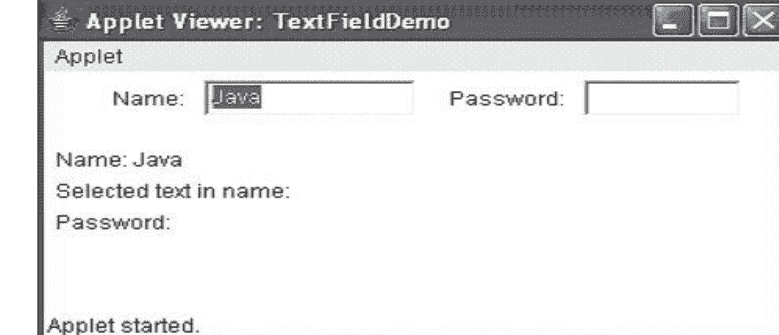 Applet Viewer: TextFieldDemo
Applet
Name: Java Password:
Name: Java
Selected text in name:
Password:
Applet started.